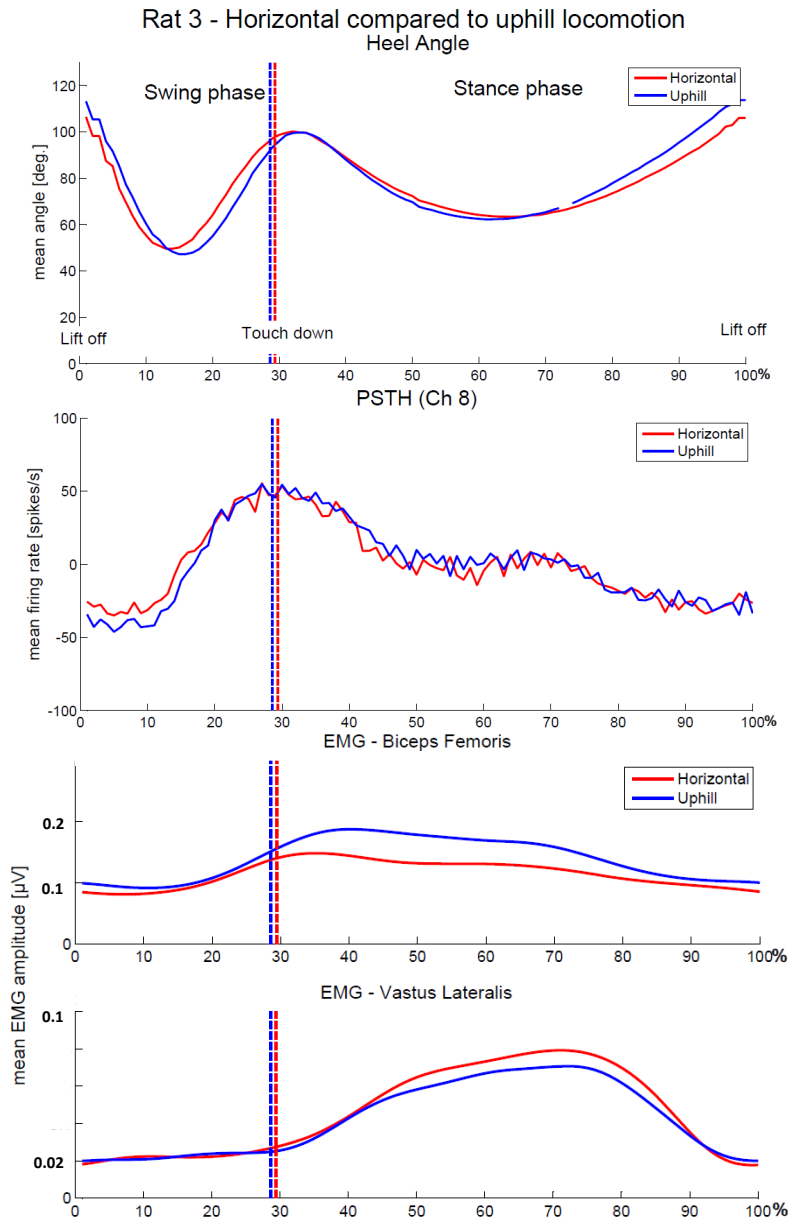 Rat 3 - Horizontal compared to uphill locomotion
Heel Angle
Swing phase
Stance phase
Horizontal
Uphill
mean angle [deg.]
120
100
80
60
40
20
0
Lift off
Touch down
Lift off
0 10 20 30 40 50 60 70 80 90 100%
PSTH (Ch 8)
Horizontal
Uphill
mean firing rate [spikes/s]
100
50
0
-50
-100
0 10 20 30 40 50 60 70 80 90 100%
EMG - Biceps Femoris
Horizontal
Uphill
mean EMG amplitude [µV]
0.2
0.1
0
0 10 20 30 40 50 60 70 80 90 100%
EMG - Vastus Lateralis
0.1
0.02
0
0 10 20 30 40 50 60 70 80 90 100%